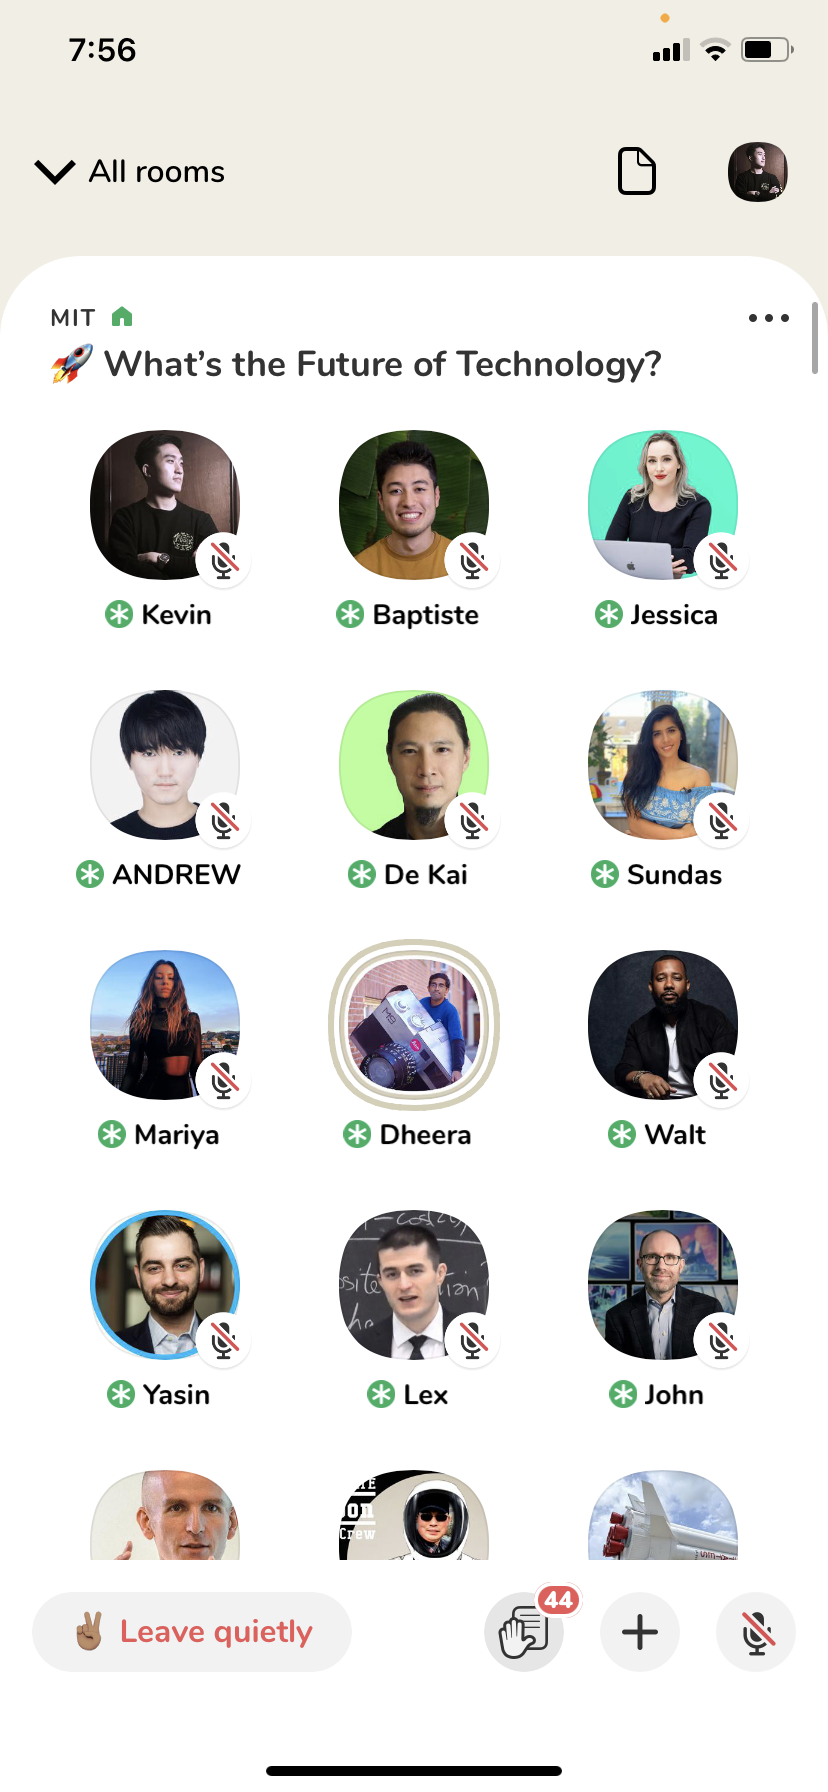 7:56
All rooms
MIT
🚀 What's the Future of Technology?
Kevin
Baptiste
Jessica
ANDREW
De Kai
Sundas
Mariya
Dheera
Walt
Yasin
Lex
John
Crew
✌🏽 Leave quietly
44